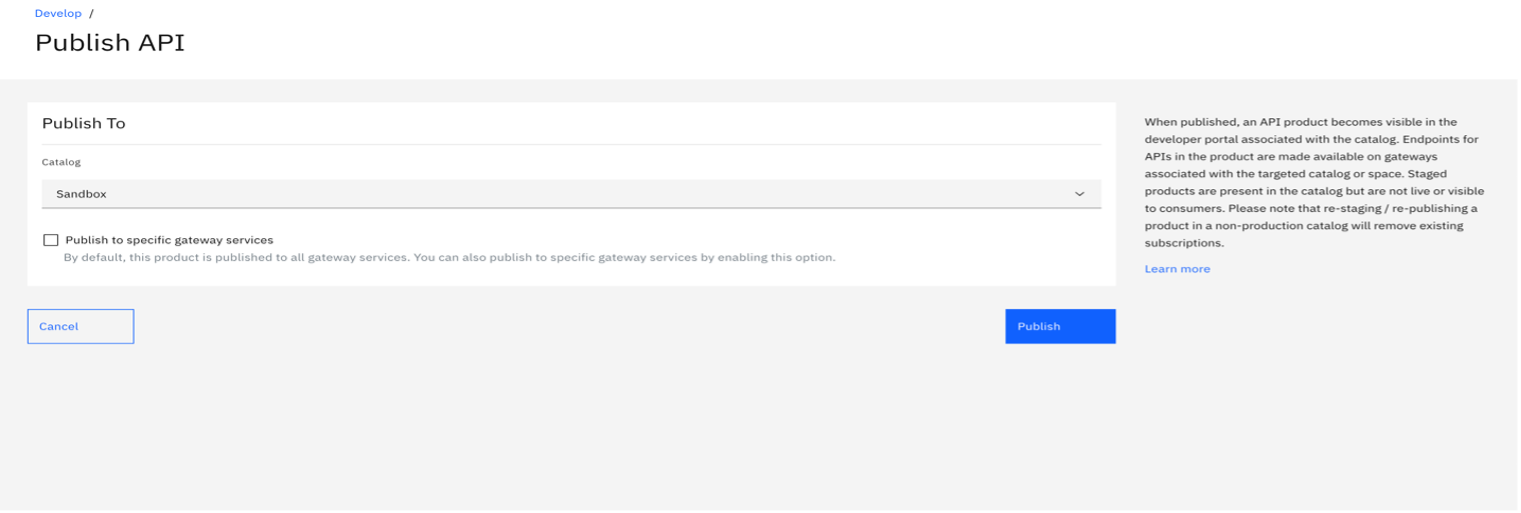 Develop /
Publish API
Publish To
Catalog
Sandbox
Publish to specific gateway services
By default, this product is published to all gateway services. You can also publish to specific gateway services by enabling this option.
Cancel
Publish
When published, an API product becomes visible in the
developer portal associated with the catalog. Endpoints for
APIs in the product are made available on gateways
associated with the targeted catalog or space. Staged
products are present in the catalog but are not live or visible
to consumers. Please note that re-staging / re-publishing a
product in a non-production catalog will remove existing
subscriptions.
Learn more